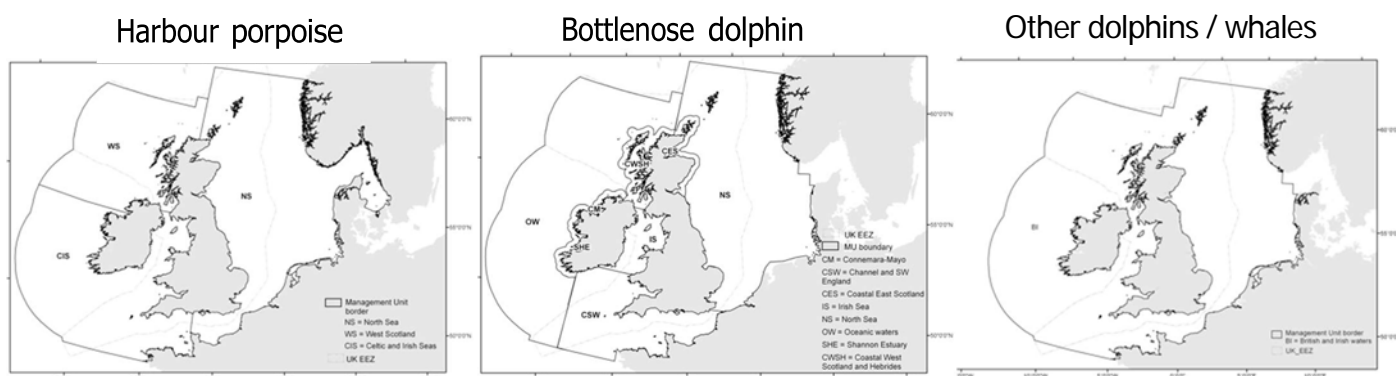 Harbour porpoise
WS
NS
CIS
Management Unit
border
NS = North Sea
WS = West Scotland
CIS = Celtic and Irish Seas
UK EEZ
Bottlenose dolphin
CES
CWSH
NS
OW
CM
IS
SHE
CSW
UK EEZ
MU boundary
CM = Connemara-Mayo
CSW = Channel and SW
England
CES = Coastal East Scotland
IS = Irish Sea
NS = North Sea
OW = Oceanic waters
SHE = Shannon Estuary
CWSH = Coastal West
Scotland and Hebrides
Other dolphins / whales
BI
Management Unit border
BI = British and Irish waters
UK_EEZ